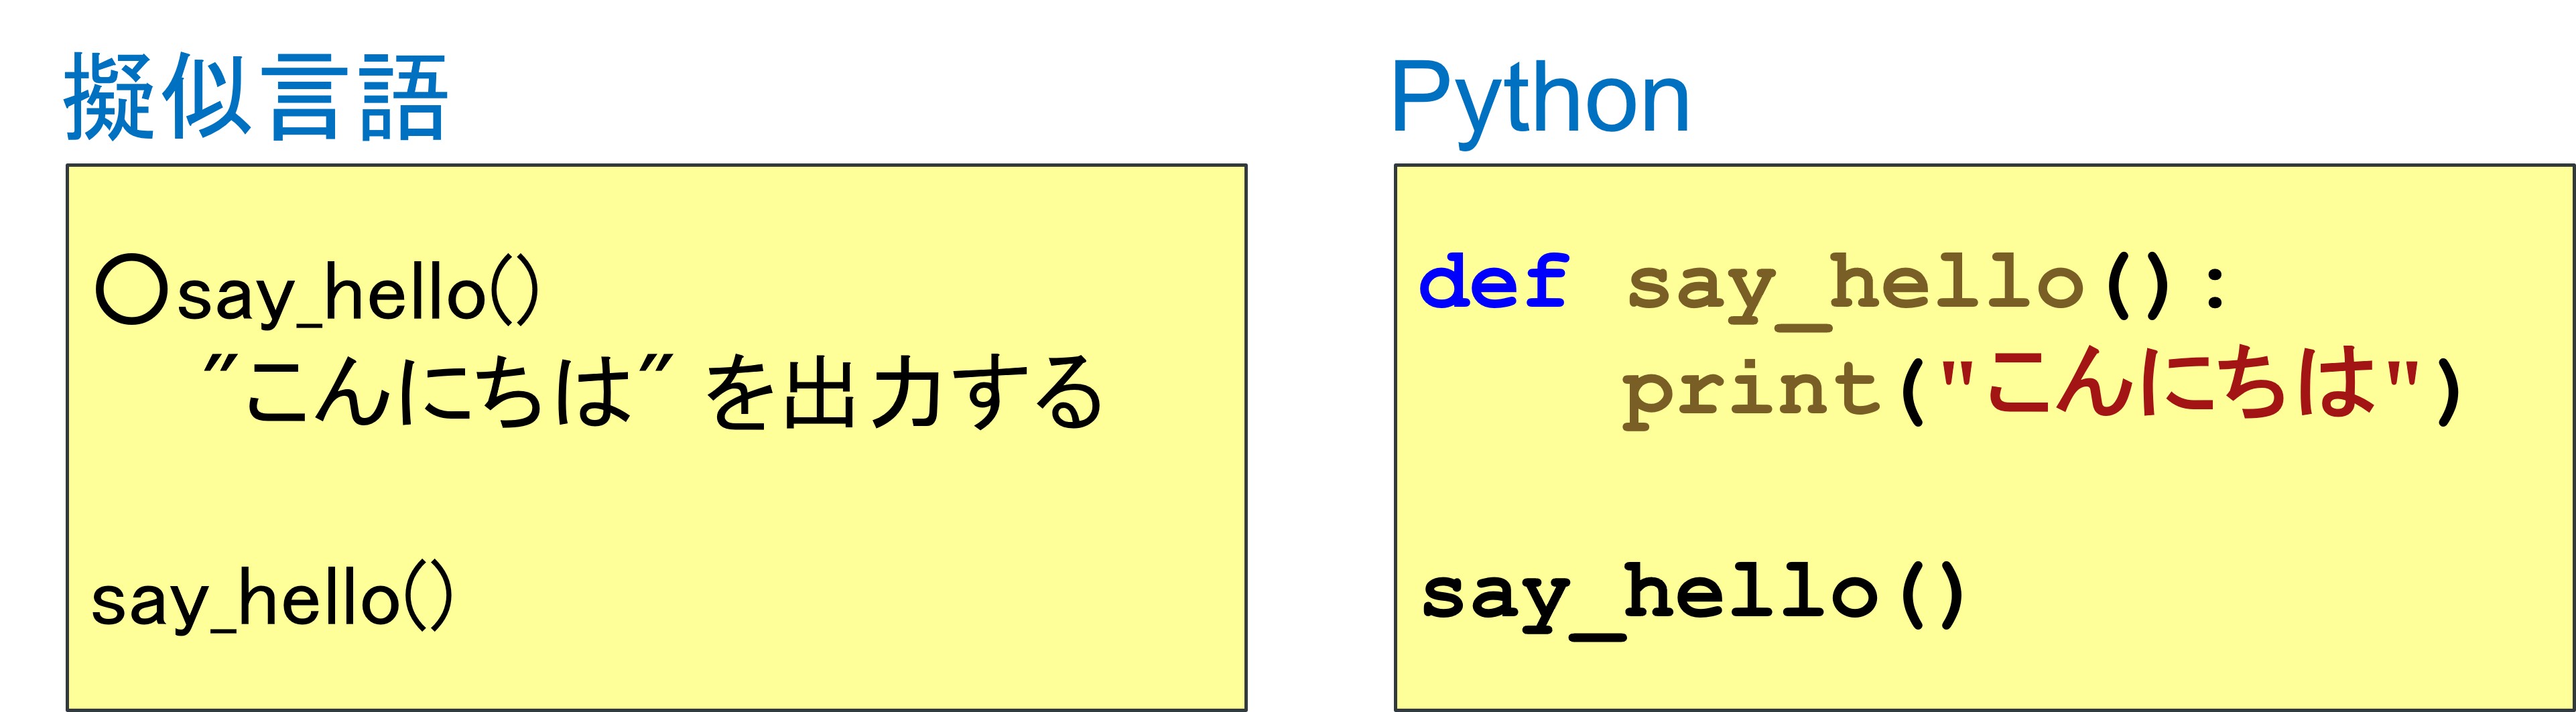 擬似言語
〇say_hello()
"こんにちは" を出力する
say_hello()
Python
def say_hello():
    print("こんにちは")
say_hello()